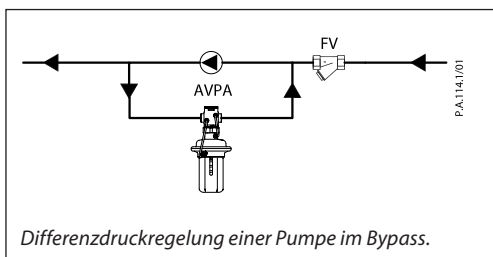 FV
AVPA
P.A.114.1/01
Differenzdruckregelung einer Pumpe im Bypass.